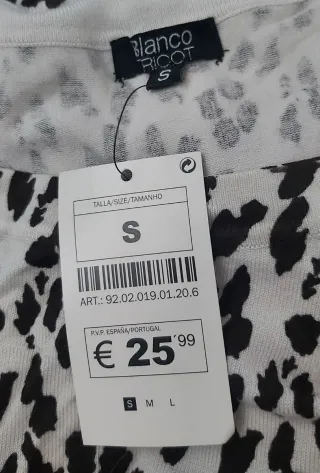 Blanco
TRICOT
S
TALLA/SIZE/TAMANHO
S
ART.: 92.02.019.01.20.6
P.V.P. ESPAÑA/PORTUGAL
€ 25'99
S M L